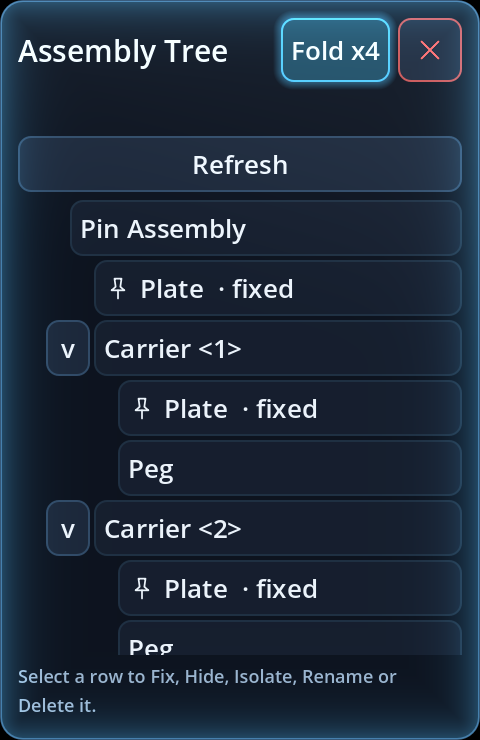 Assembly Tree
Fold x4
Refresh
Pin Assembly
Plate · fixed
v Carrier <1>
Plate · fixed
Peg
v Carrier <2>
Plate · fixed
Peg
Select a row to Fix, Hide, Isolate, Rename or
Delete it.